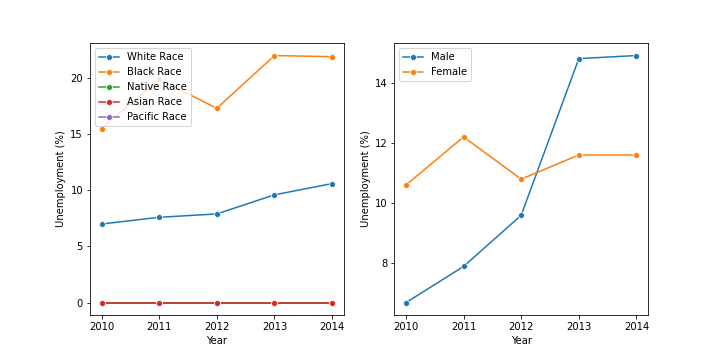 White Race
Black Race
Native Race
Asian Race
Pacific Race
Unemployment (%)
20
15
10
5
0
2010 2011 2012 2013 2014
Year
Male
Female
Unemployment (%)
14
12
10
8
2010 2011 2012 2013 2014
Year